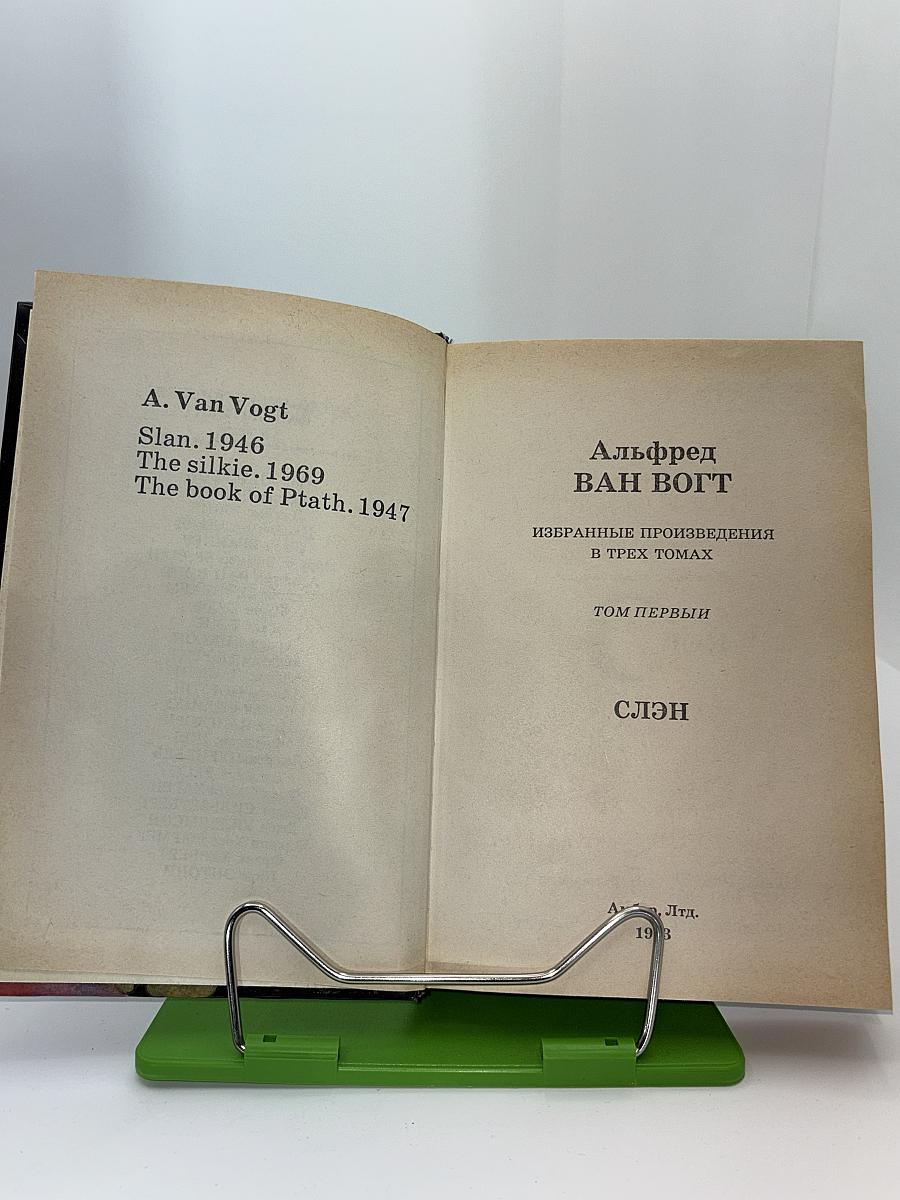 A. Van Vogt
Slan. 1946
The silkie. 1969
The book of Ptath. 1947
Альфред
ВАН ВОГТ
ИЗБРАННЫЕ ПРОИЗВЕДЕНИЯ
В ТРЕХ ТОМАХ
ТОМ ПЕРВЫИ
СЛЭН
Лтд.